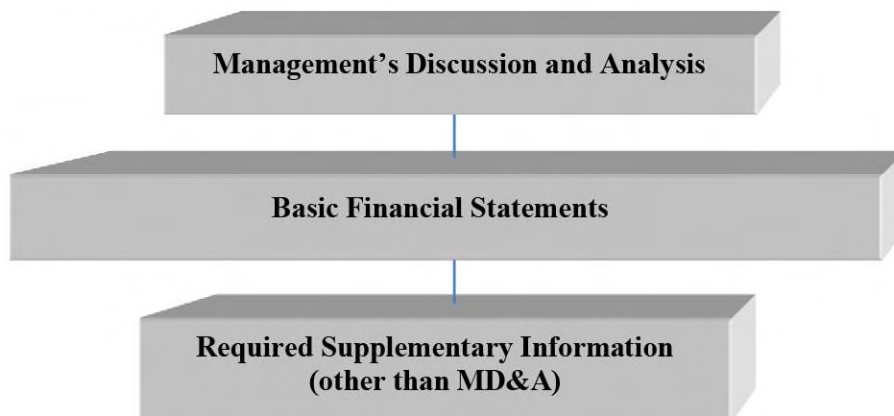 Management’s Discussion and Analysis
Basic Financial Statements
Required Supplementary Information
(other than MD&A)